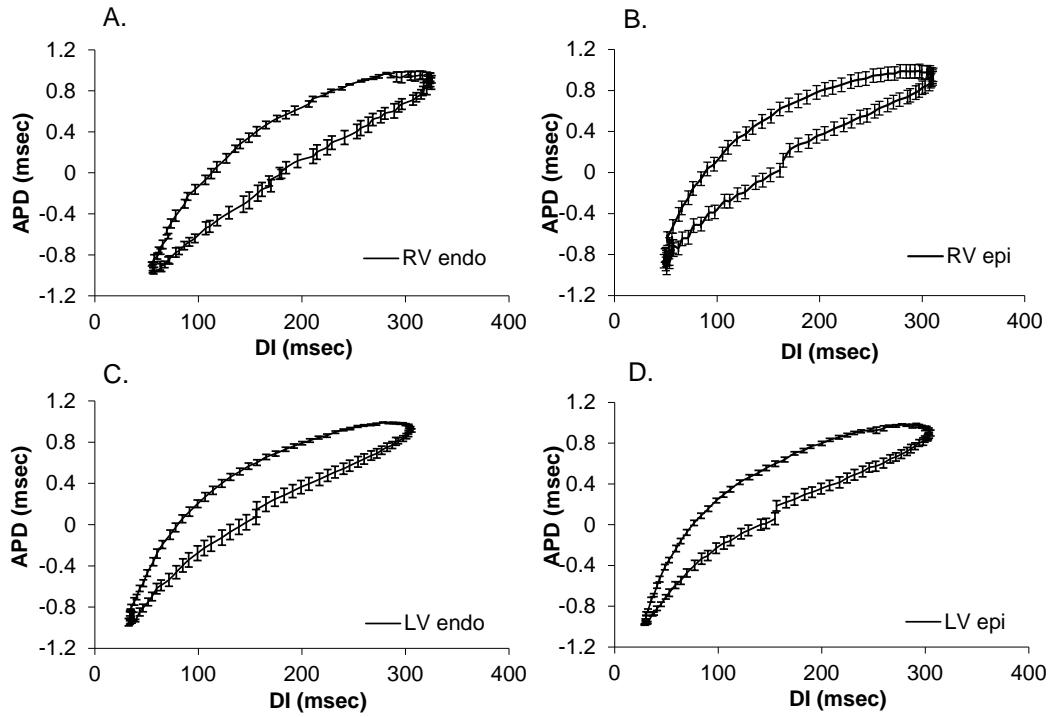 A.
1.2
0.8
0.4
0
-0.4
-0.8
-1.2
APD (msec)
RV endo
0 100 200 300 400
DI (msec)
B.
1.2
0.8
0.4
0
-0.4
-0.8
-1.2
APD (msec)
RV epi
0 100 200 300 400
DI (msec)
C.
1.2
0.8
0.4
0
-0.4
-0.8
-1.2
APD (msec)
LV endo
0 100 200 300 400
DI (msec)
D.
1.2
0.8
0.4
0
-0.4
-0.8
-1.2
APD (msec)
LV epi
0 100 200 300 400
DI (msec)